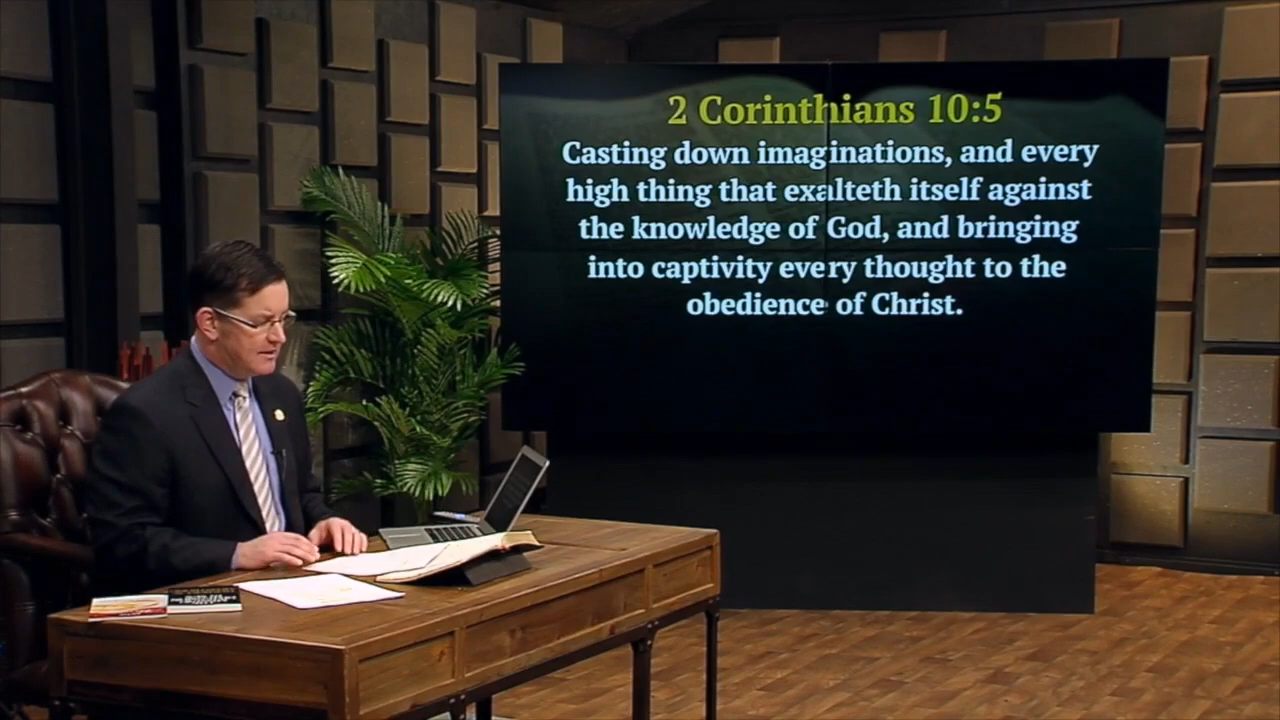 2 Corinthians 10:5
Casting down imaginations, and every
high thing that exalteth itself against
the knowledge of God, and bringing
into captivity every thought to the
obedience of Christ.